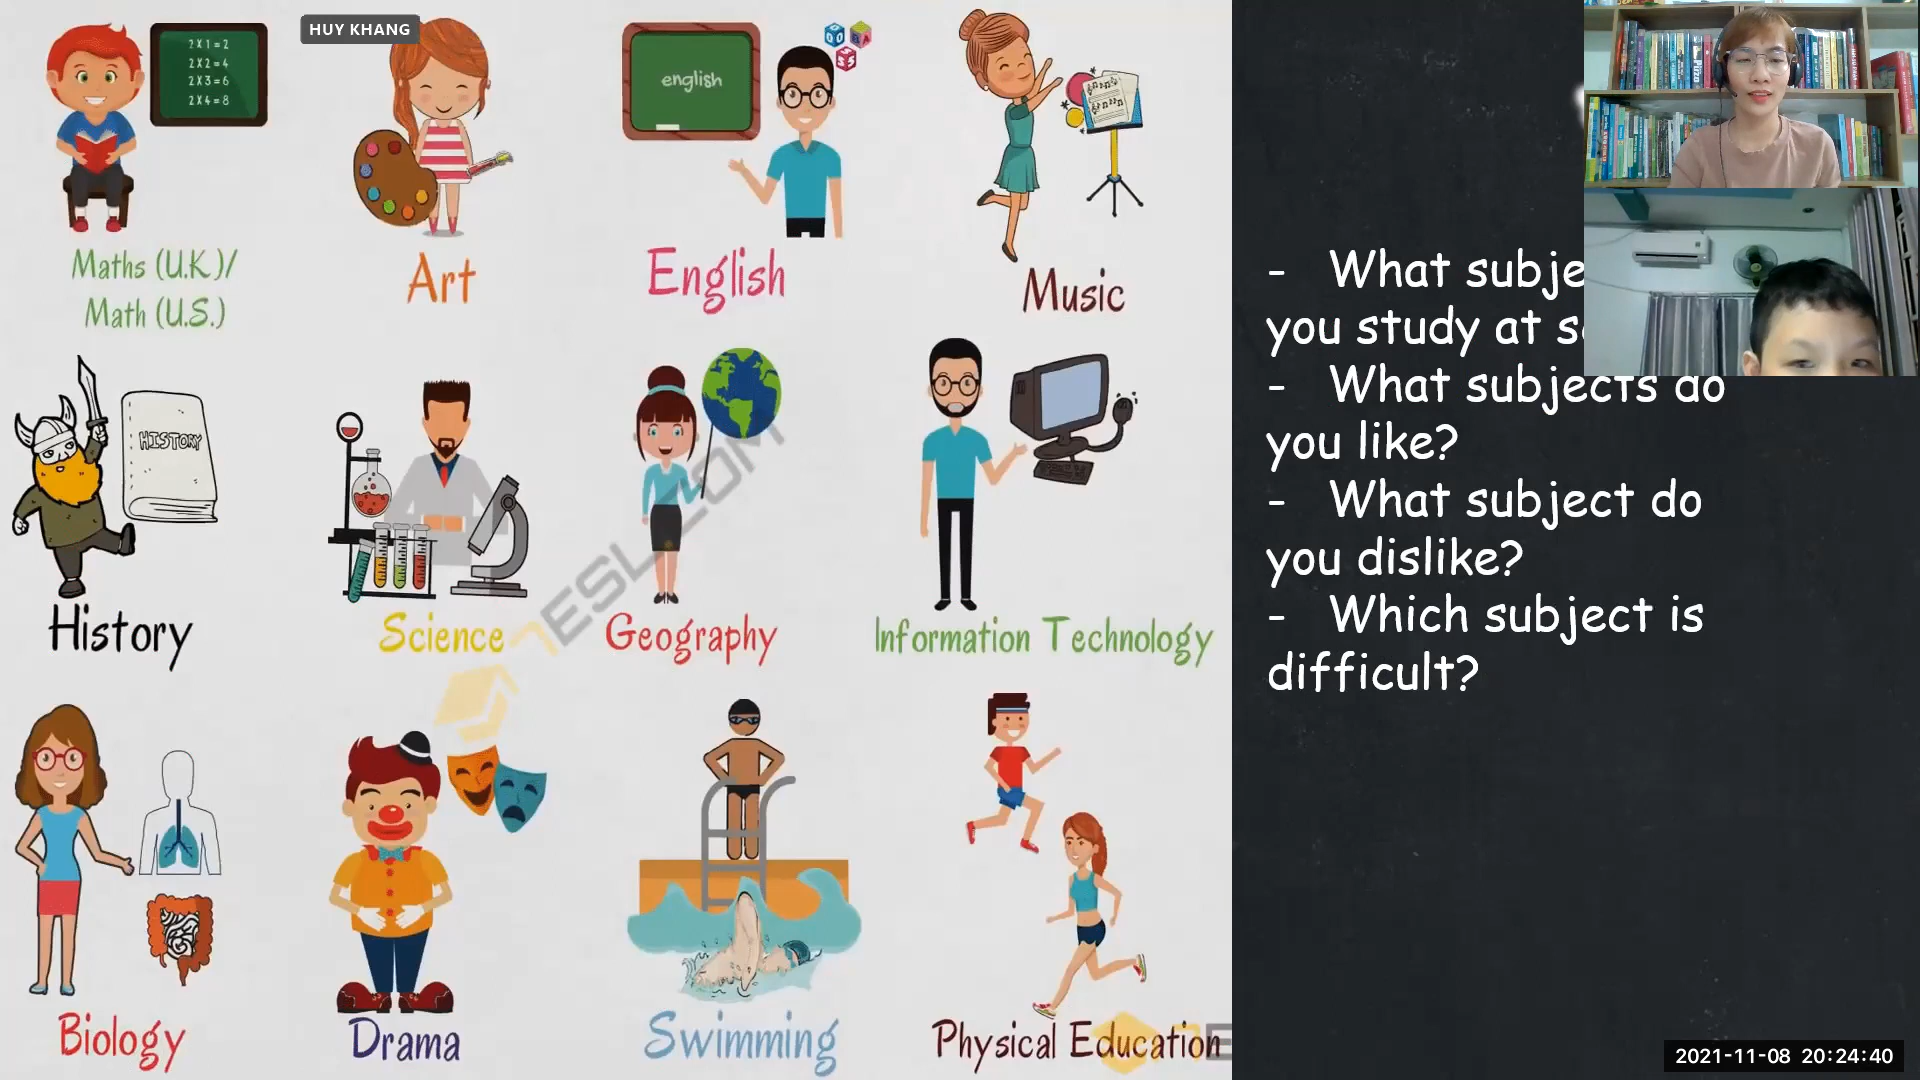 HUY KHANG
2 X 1 = 2
2 X 2 = 4
2 X 3 = 6
2 X 4 = 8
english
Maths (U.K.)/
Math (U.S.)
Art
English
Music
HISTORY
History
Science
Geography
Information Technology
7ESL.COM
Biology
Drama
Swimming
Physical Education
- What subje
you study at s
- What subjects do
you like?
- What subject do
you dislike?
- Which subject is
difficult?
2021-11-08 20:24:40